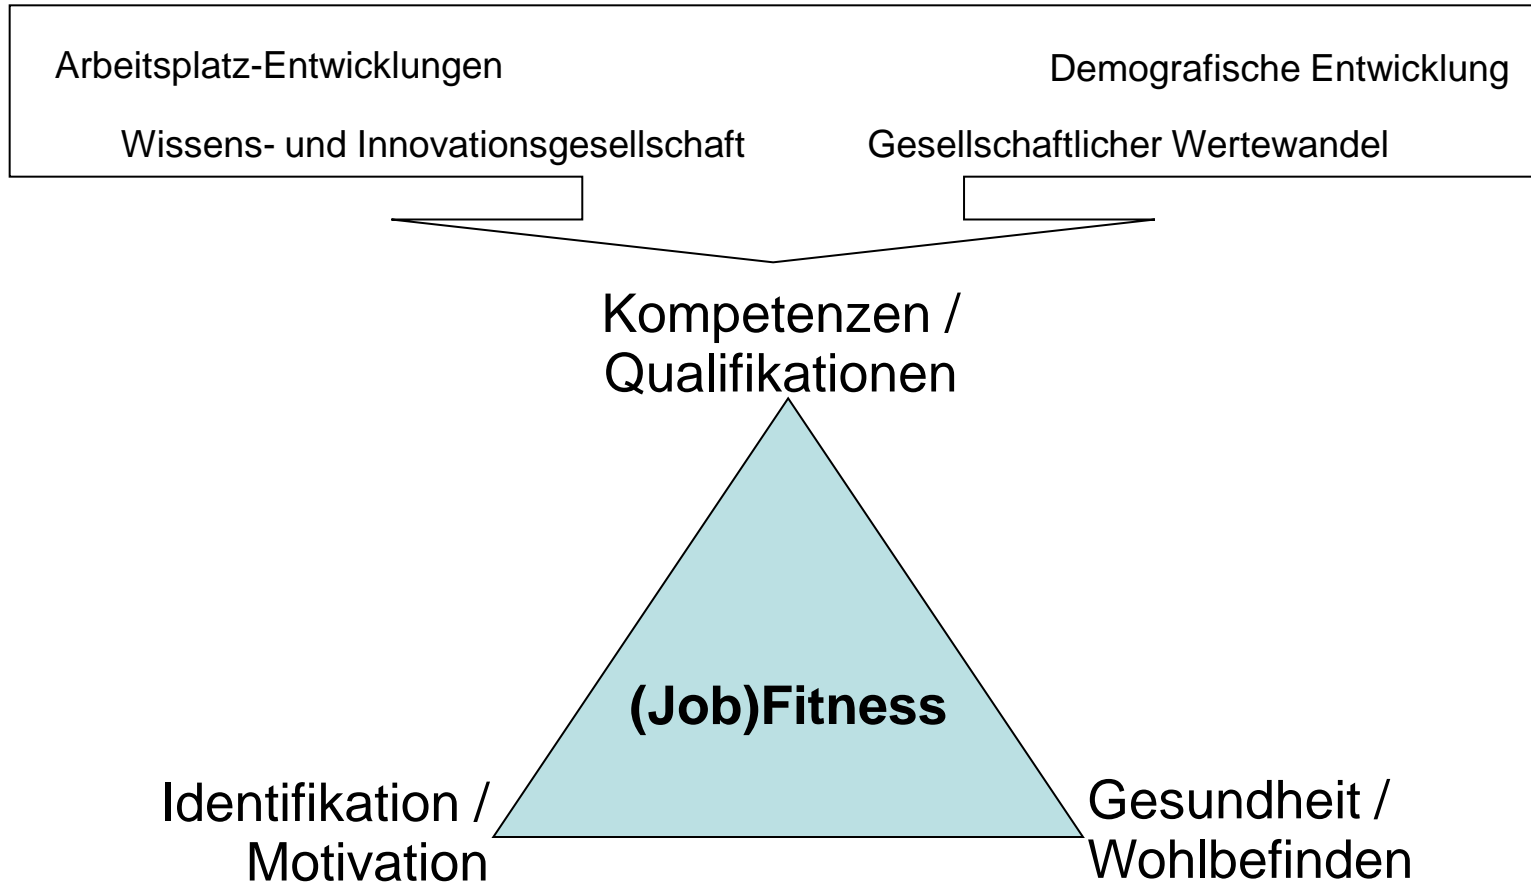 Arbeitsplatz-Entwicklungen
Demografische Entwicklung
Wissens- und Innovationsgesellschaft
Gesellschaftlicher Wertewandel
Kompetenzen /
Qualifikationen
(Job)Fitness
Identifikation /
Motivation
Gesundheit /
Wohlbefinden